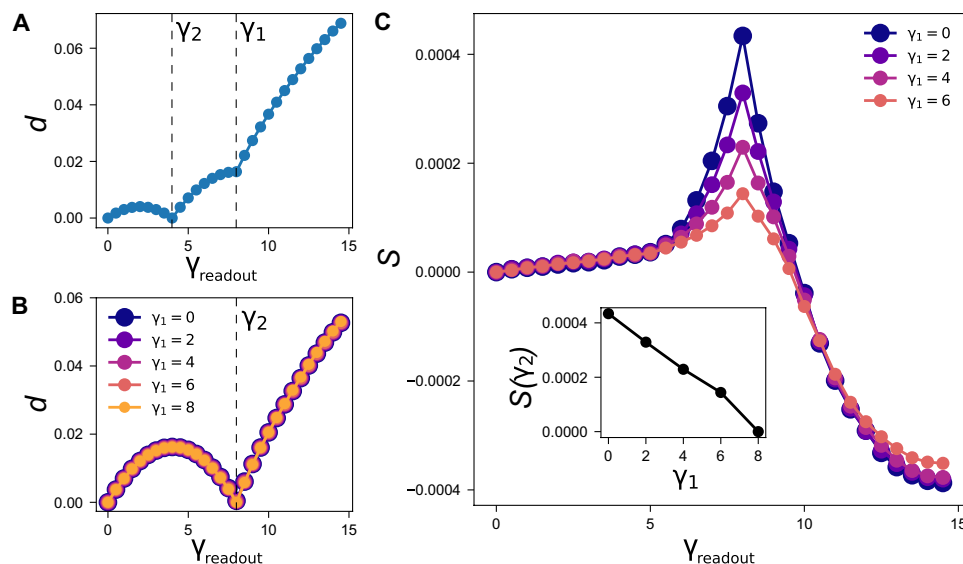 A
γ₂
γ₁
0.06
0.04
0.02
0.00
d
0
5
10
15
γreadout
B
γ₁ = 0
γ₁ = 2
γ₁ = 4
γ₁ = 6
γ₁ = 8
γ₂
0.06
0.04
0.02
0.00
d
0
5
10
15
γreadout
C
γ₁ = 0
γ₁ = 2
γ₁ = 4
γ₁ = 6
0.0004
0.0002
0.0000
−0.0002
−0.0004
S
0
5
10
15
γreadout
0.0004
0.0002
0.0000
S(γ₂)
0
2
4
6
8
γ₁